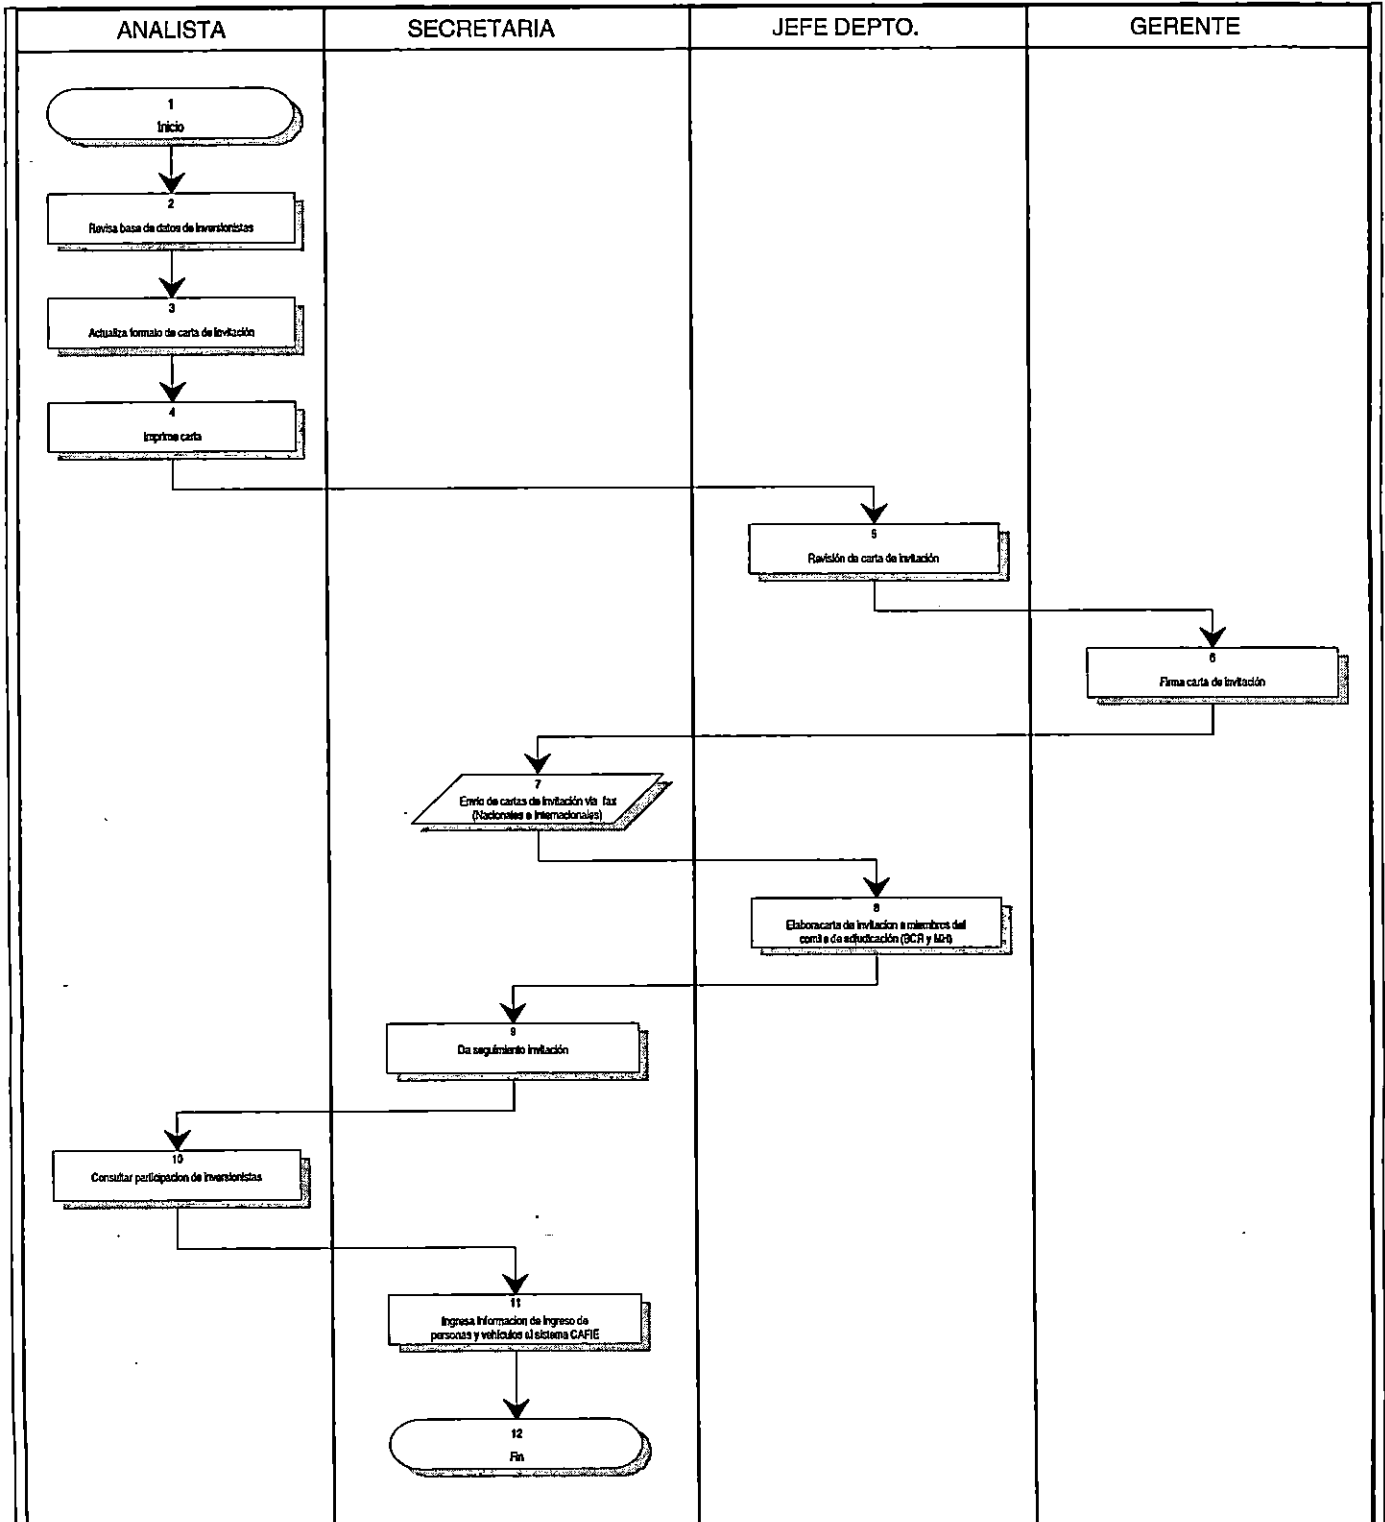 ANALISTA
SECRETARIA
JEFE DEPTO.
GERENTE
1
Inicio
2
Revisa base de datos de inversionistas
3
Actualiza formato de carta de invitación
4
Imprime carta
5
Revisión de carta de invitación
6
Firma carta de invitación
7
Envío de cartas de invitación vía fax
(Nacionales e Internacionales)
8
Elaboracarta de invitacion a miembros del
comite de adjudicación (BCR y MH)
9
Da seguimiento invitación
10
Consultar participacion de inversionistas
11
Ingresa informacion de ingreso de
personas y vehículos al sistema CAFIE
12
Fin